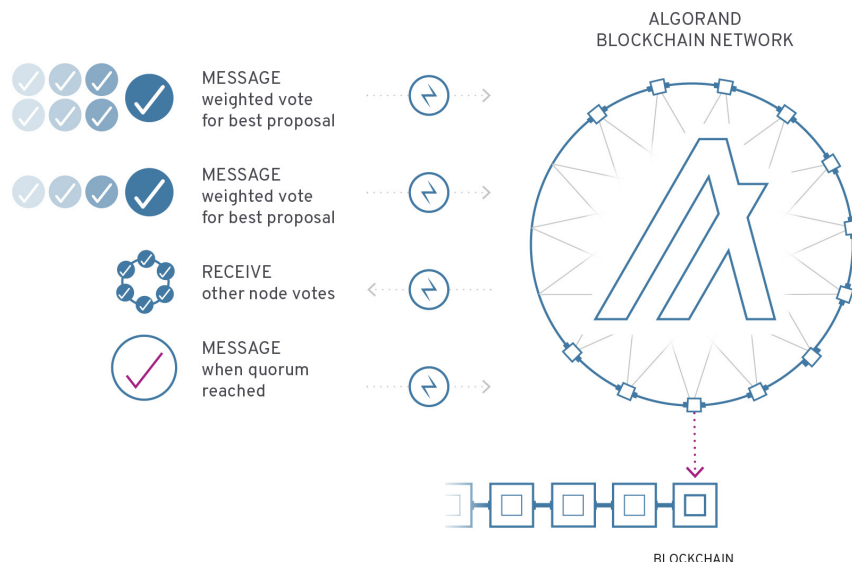 ALGORAND
BLOCKCHAIN NETWORK
MESSAGE
weighted vote
for best proposal
MESSAGE
weighted vote
for best proposal
RECEIVE
other node votes
MESSAGE
when quorum
reached
BLOCKCHAIN